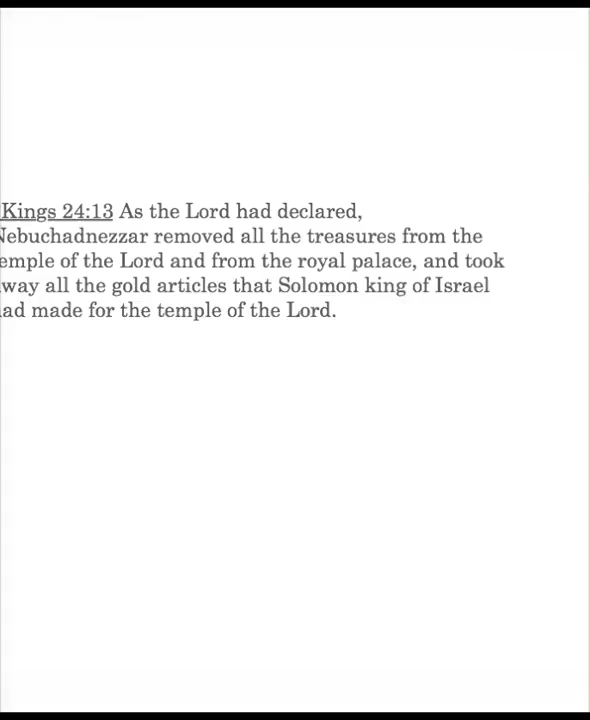 Kings 24:13 As the Lord had declared,
Nebuchadnezzar removed all the treasures from the
emple of the Lord and from the royal palace, and took
way all the gold articles that Solomon king of Israel
ad made for the temple of the Lord.